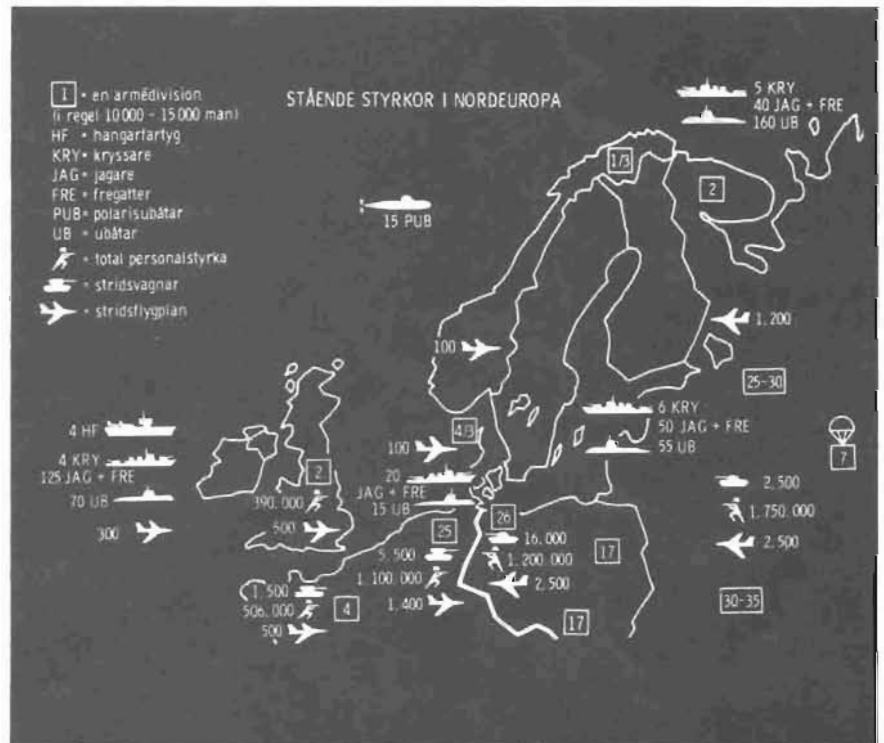 STÅENDE STYRKOR I NORDEUROPA
1 = en armédivision
(i regel 10 000 - 15 000 man)
HF = hangarfartyg
KRY = kryssare
JAG = jagare
FRE = fregatter
PUB = polarisubåtar
UB = ubåtar
= total personalstyrka
= stridsvagnar
= stridsflygplan
5 KRY
40 JAG + FRE
160 UB
1/3
2
15 PUB
1.200
100
25-30
6 KRY
50 JAG + FRE
55 UB
7
4 HF
4 KRY
125 JAG + FRE
70 UB
300
2
390.000
500
4/3
100
20
JAG + FRE
15 UB
25
5.500
1.100.000
1.400
26
16.000
1.200.000
2.500
17
17
2.500
1.750.000
2.500
30-35
1.500
506.000
500
4